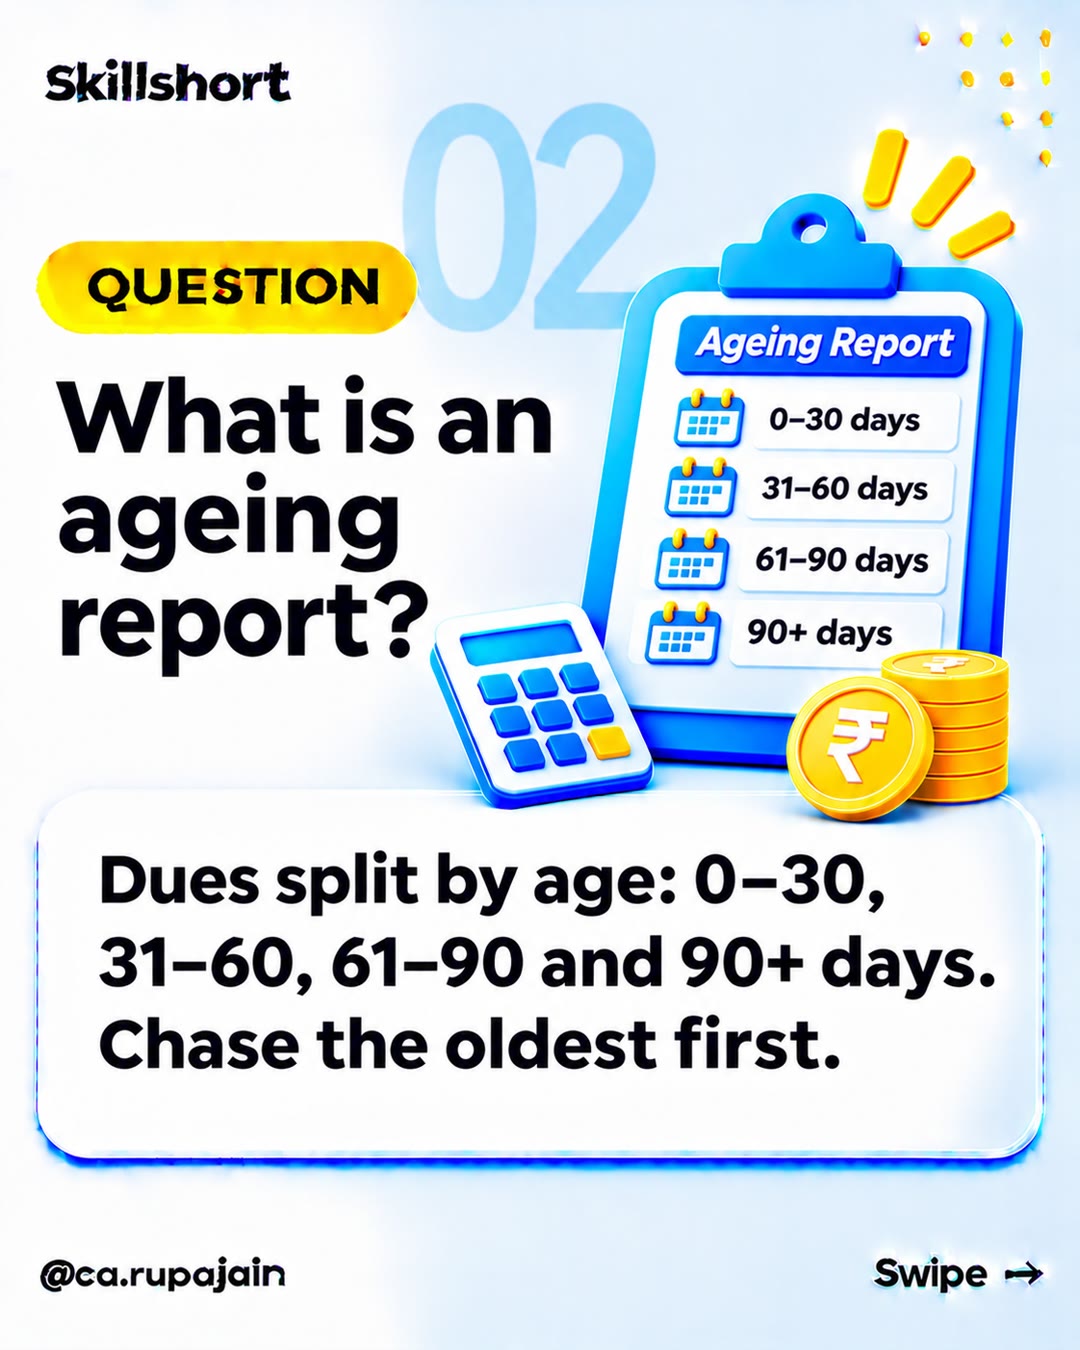 Skillshort
02
QUESTION
What is an
ageing
report?
Ageing Report
0–30 days
31–60 days
61–90 days
90+ days
₹
₹
Dues split by age: 0–30,
31–60, 61–90 and 90+ days.
Chase the oldest first.
@ca.rupajain
Swipe →